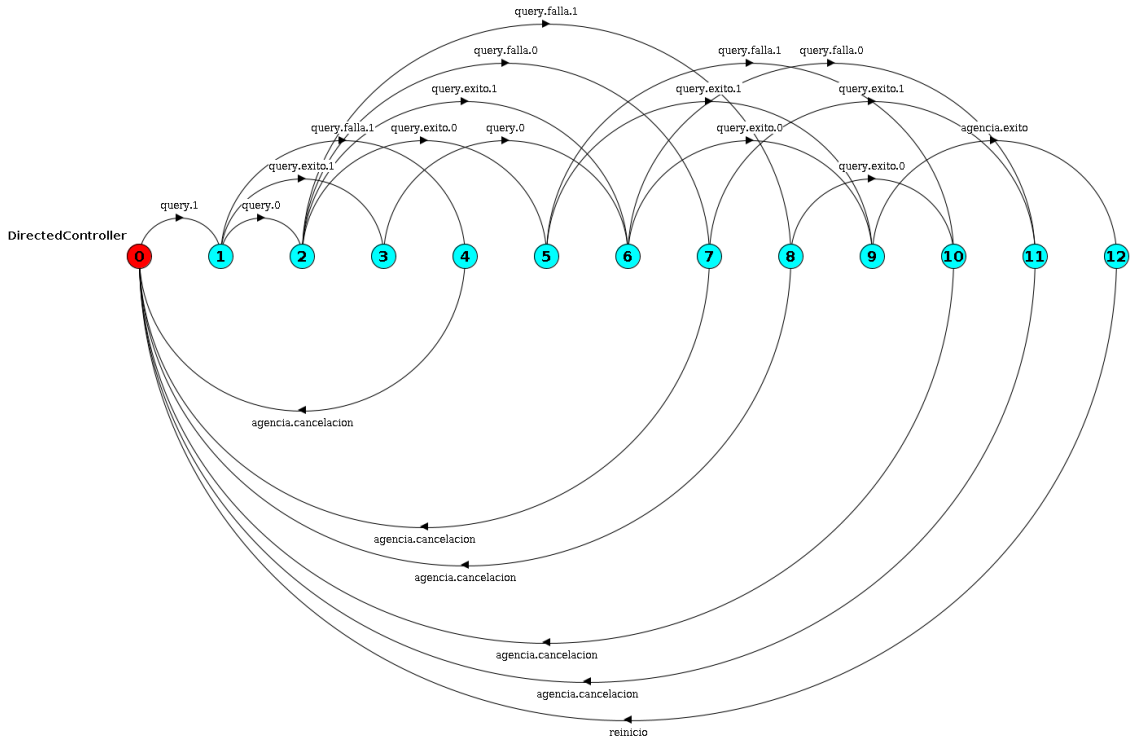 query.falla.1
query.falla.0
query.falla.1
query.falla.0
query.exito.1
query.exito.1
query.exito.1
query.falla.1
query.exito.0
query.0
query.exito.0
agencia.exito
query.exito.1
query.exito.0
query.1
query.0
DirectedController
0 1 2 3 4 5 6 7 8 9 10 11 12
agencia.cancelacion
agencia.cancelacion
agencia.cancelacion
agencia.cancelacion
agencia.cancelacion
reinicio